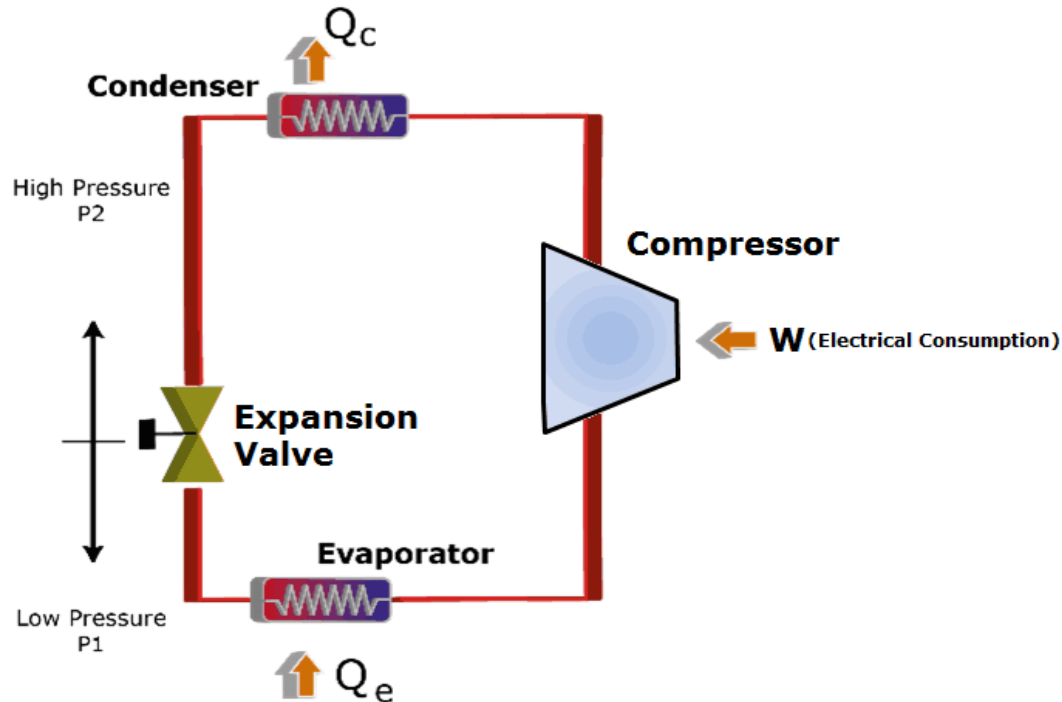 Qc
Condenser
High Pressure
P2
Compressor
W (Electrical Consumption)
Expansion
Valve
Evaporator
Low Pressure
P1
Qe